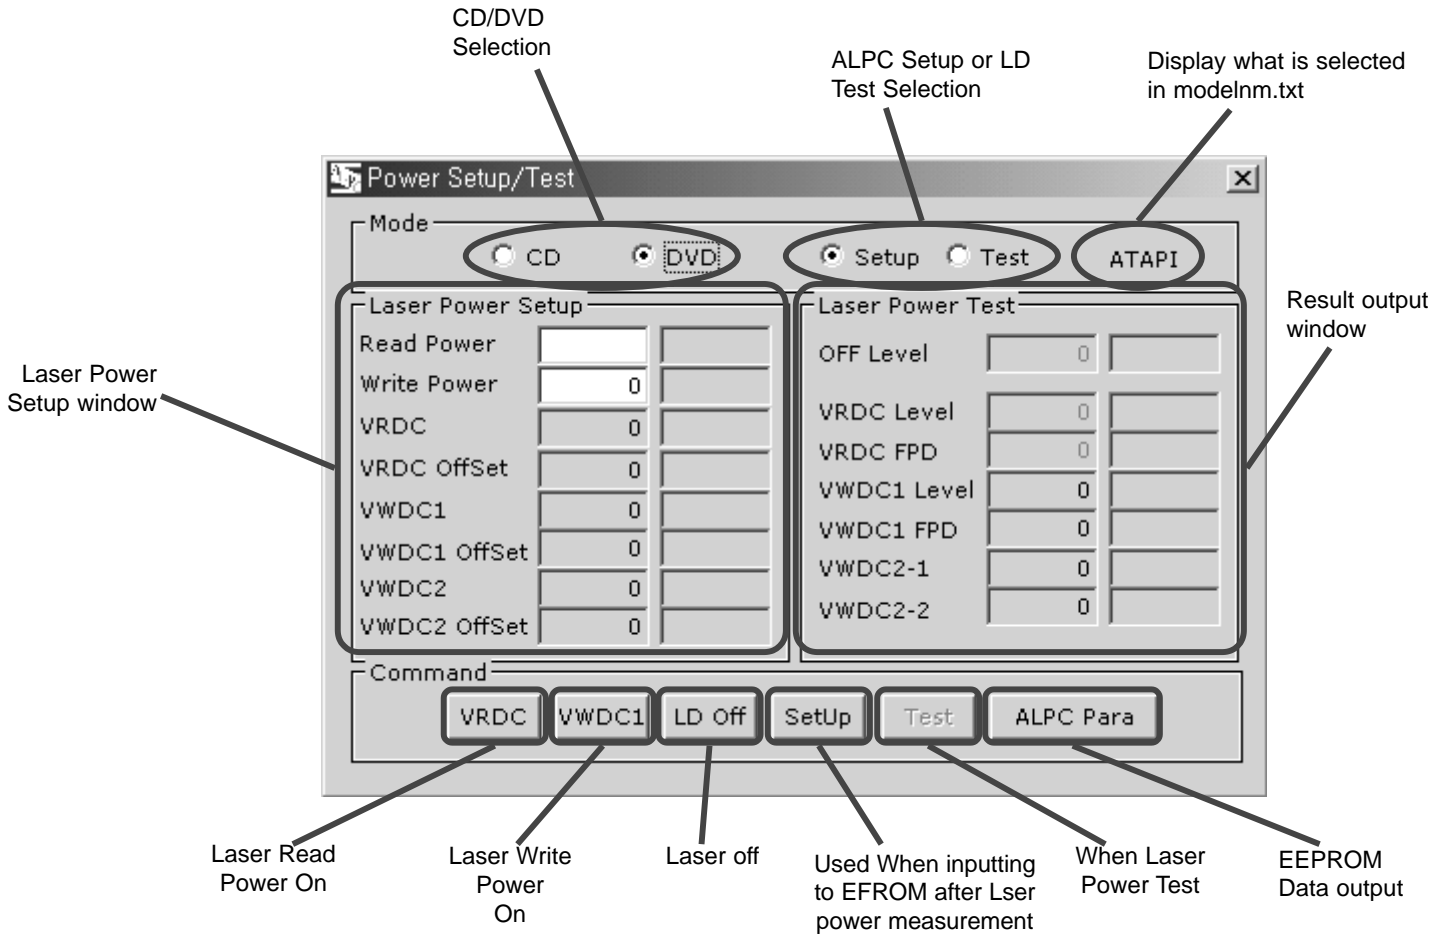 CD/DVD
Selection
ALPC Setup or LD
Test Selection
Display what is selected
in modelnm.txt
Power Setup/Test
Mode
CD DVD Setup Test ATAPI
Laser Power Setup
Read Power
Write Power 0
VRDC 0
VRDC OffSet 0
VWDC1 0
VWDC1 OffSet 0
VWDC2 0
VWDC2 OffSet 0
Laser Power Test
OFF Level 0
VRDC Level 0
VRDC FPD 0
VWDC1 Level 0
VWDC1 FPD 0
VWDC2-1 0
VWDC2-2 0
Laser Power
Setup window
Result output
window
Command
VRDC VWDC1 LD Off SetUp Test ALPC Para
Laser Read
Power On
Laser Write
Power
On
Laser off
Used When inputting
to EFROM after Lser
power measurement
When Laser
Power Test
EEPROM
Data output